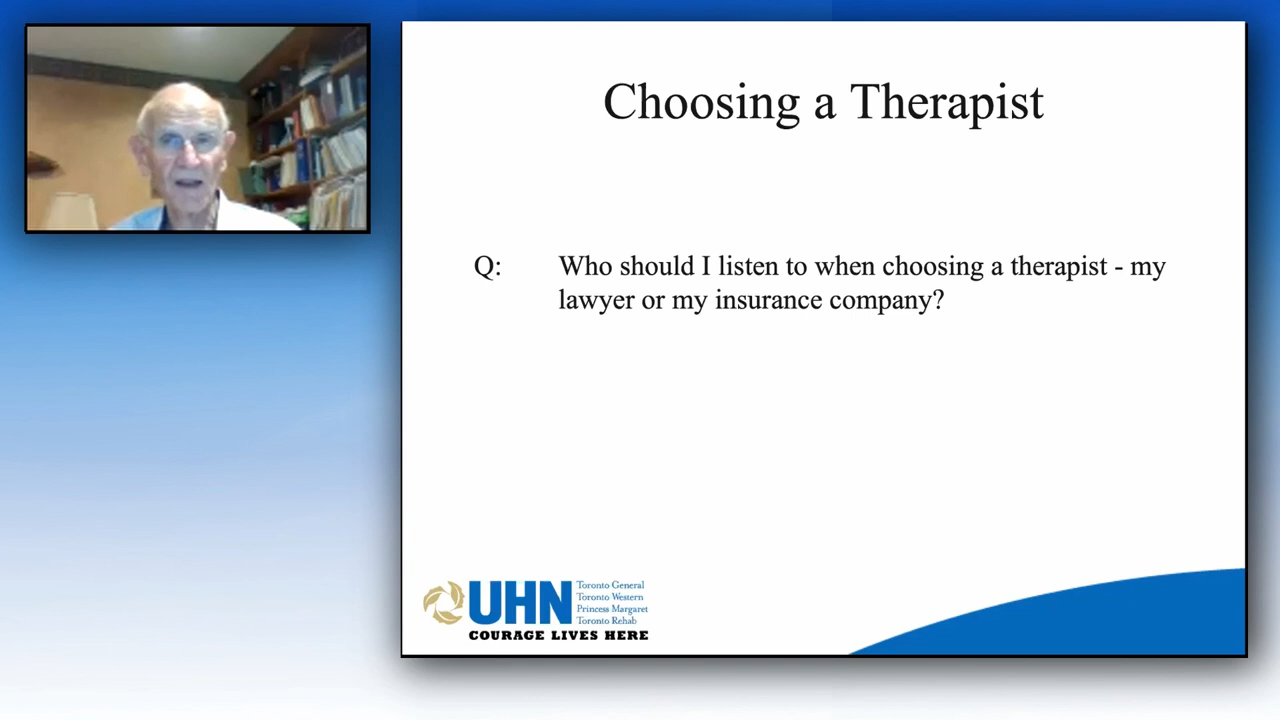 Choosing a Therapist
Q: Who should I listen to when choosing a therapist - my
lawyer or my insurance company?
UHN
Toronto General
Toronto Western
Princess Margaret
Toronto Rehab
COURAGE LIVES HERE